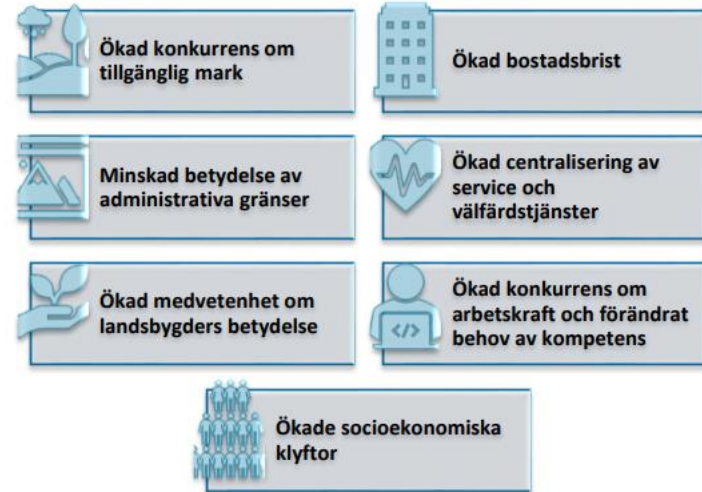 Ökad konkurrens om
tillgänglig mark
Ökad bostadsbrist
Minskad betydelse av
administrativa gränser
Ökad centralisering av
service och
välfärdstjänster
Ökad medvetenhet om
landsbygders betydelse
Ökad konkurrens om
arbetskraft och förändrat
behov av kompetens
</>
Ökade socioekonomiska
klyftor